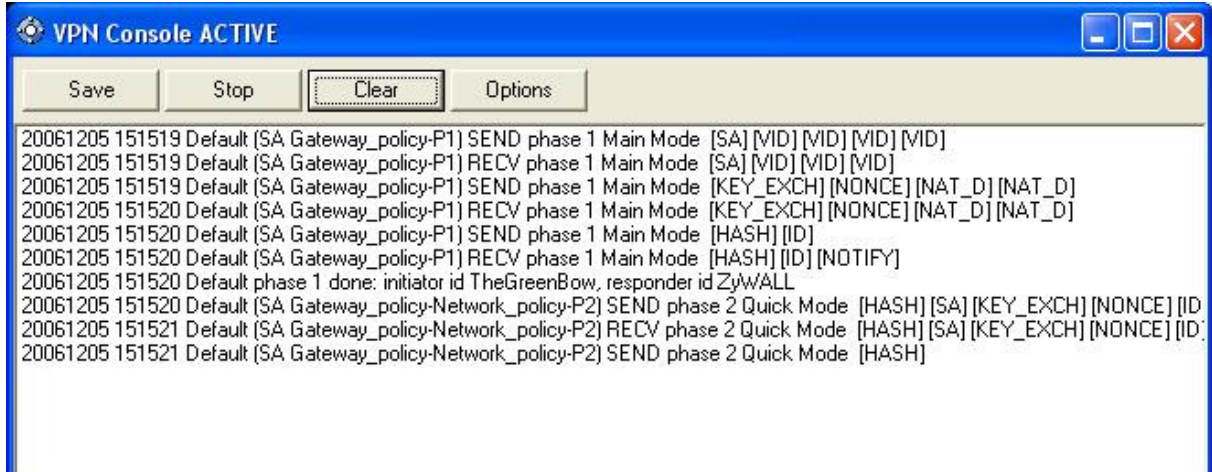 VPN Console ACTIVE
Save Stop Clear Options
20061205 151519 Default (SA Gateway_policy-P1) SEND phase 1 Main Mode [SA] [VID] [VID] [VID] [VID]
20061205 151519 Default (SA Gateway_policy-P1) RECV phase 1 Main Mode [SA] [VID] [VID] [VID]
20061205 151519 Default (SA Gateway_policy-P1) SEND phase 1 Main Mode [KEY_EXCH] [NONCE] [NAT_D] [NAT_D]
20061205 151520 Default (SA Gateway_policy-P1) RECV phase 1 Main Mode [KEY_EXCH] [NONCE] [NAT_D] [NAT_D]
20061205 151520 Default (SA Gateway_policy-P1) SEND phase 1 Main Mode [HASH] [ID]
20061205 151520 Default (SA Gateway_policy-P1) RECV phase 1 Main Mode [HASH] [ID] [NOTIFY]
20061205 151520 Default phase 1 done: initiator id TheGreenBow, responder id ZyWALL
20061205 151520 Default (SA Gateway_policy-Network_policy-P2) SEND phase 2 Quick Mode [HASH] [SA] [KEY_EXCH] [NONCE] [ID
20061205 151521 Default (SA Gateway_policy-Network_policy-P2) RECV phase 2 Quick Mode [HASH] [SA] [KEY_EXCH] [NONCE] [ID]
20061205 151521 Default (SA Gateway_policy-Network_policy-P2) SEND phase 2 Quick Mode [HASH]